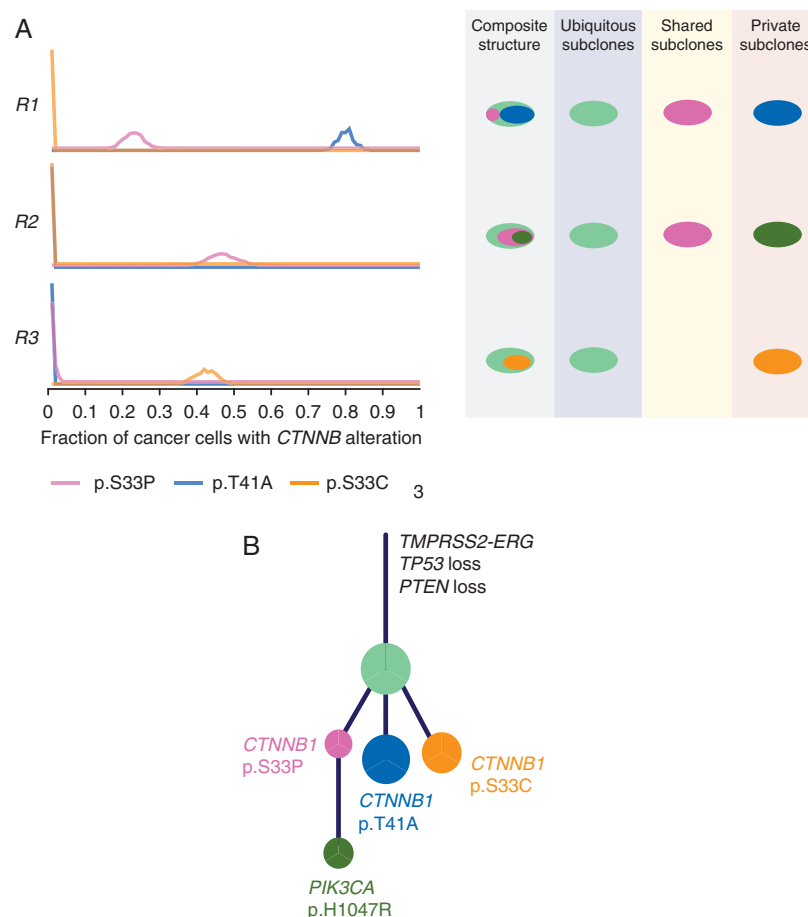 A
Composite structure
Ubiquitous subclones
Shared subclones
Private subclones
R1
R2
R3
0 0.1 0.2 0.3 0.4 0.5 0.6 0.7 0.8 0.9 1
Fraction of cancer cells with CTNNB alteration
p.S33P p.T41A p.S33C 3
B
TMPRSS2-ERG
TP53 loss
PTEN loss
CTNNB1
p.S33P
CTNNB1
p.T41A
CTNNB1
p.S33C
PIK3CA
p.H1047R